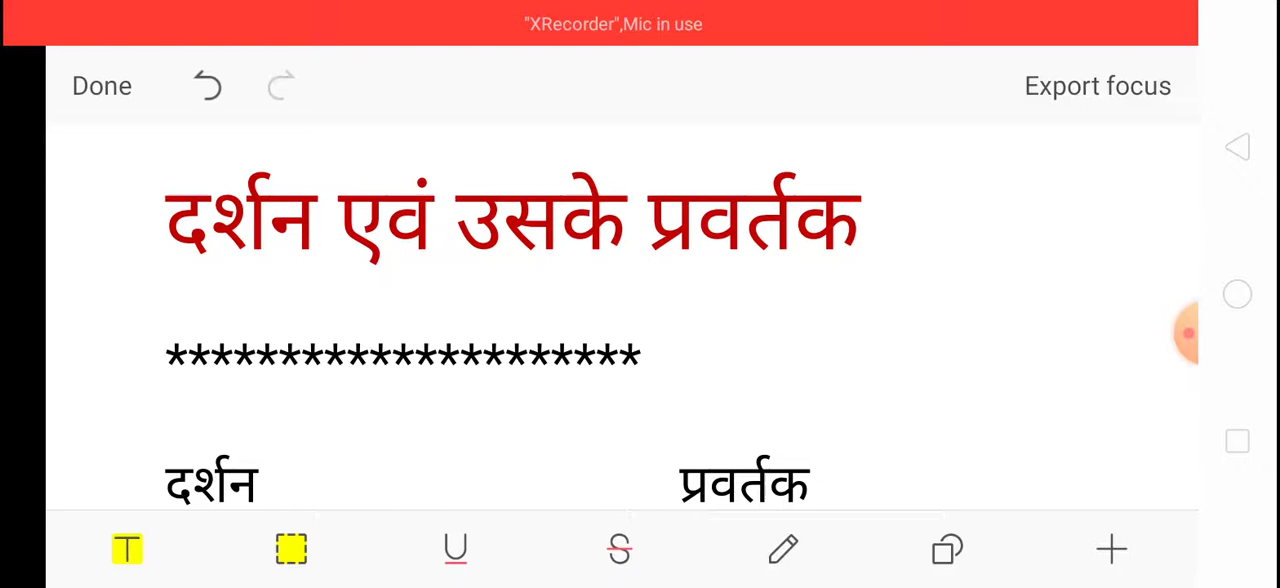 "XRecorder",Mic in use
Done Export focus
दर्शन एवं उसके प्रवर्तक
*********************
दर्शन प्रवर्तक
T U S